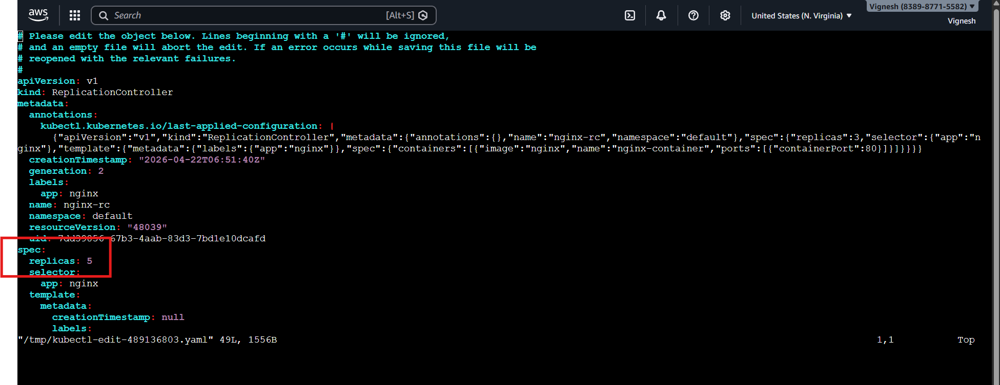 aws
Search [Alt+S]
United States (N. Virginia)
Vignesh (8389-8771-5582)
Vignesh
# Please edit the object below. Lines beginning with a '#' will be ignored,
# and an empty file will abort the edit. If an error occurs while saving this file will be
# reopened with the relevant failures.
#
apiVersion: v1
kind: ReplicationController
metadata:
  annotations:
    kubectl.kubernetes.io/last-applied-configuration: |
      {"apiVersion":"v1","kind":"ReplicationController","metadata":{"annotations":{},"name":"nginx-rc","namespace":"default"},"spec":{"replicas":3,"selector":{"app":"n
ginx"},"template":{"metadata":{"labels":{"app":"nginx"}},"spec":{"containers":[{"image":"nginx","name":"nginx-container","ports":[{"containerPort":80}]}]}}}}
  creationTimestamp: "2026-04-22T06:51:40Z"
  generation: 2
  labels:
    app: nginx
  name: nginx-rc
  namespace: default
  resourceVersion: "48039"
  uid: 7dd39056-67b3-4aab-83d3-7bd1e10dcafd
spec:
  replicas: 5
  selector:
    app: nginx
  template:
    metadata:
      creationTimestamp: null
      labels:
"/tmp/kubectl-edit-489136803.yaml" 49L, 1556B 1,1 Top